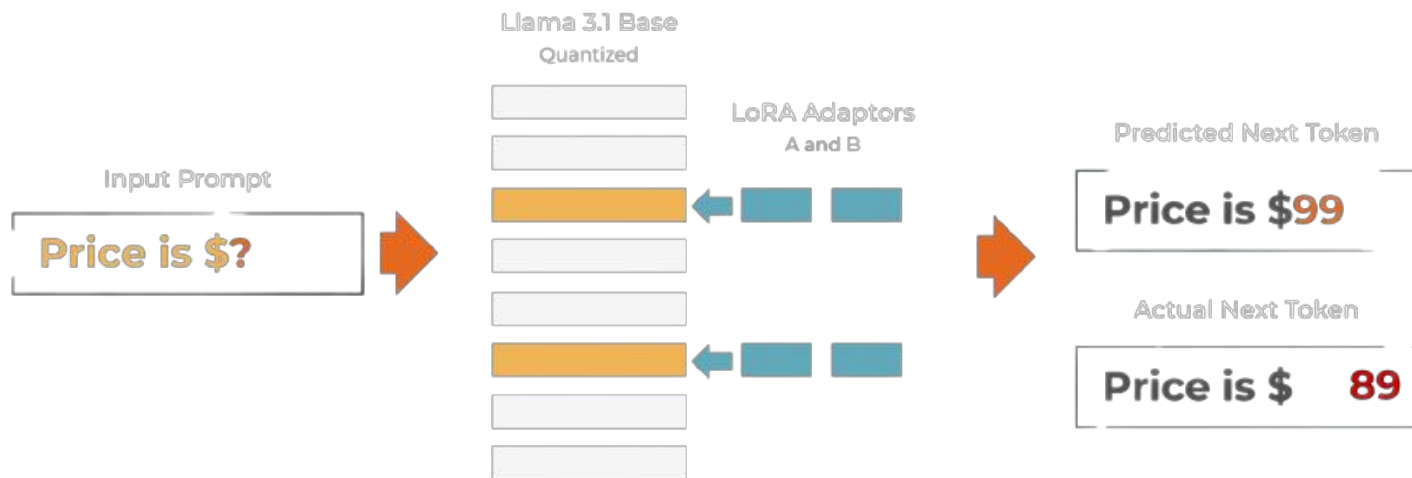 Llama 3.1 Base
Quantized
LoRA Adaptors
A and B
Input Prompt
Price is $?
Predicted Next Token
Price is $99
Actual Next Token
Price is $ 89